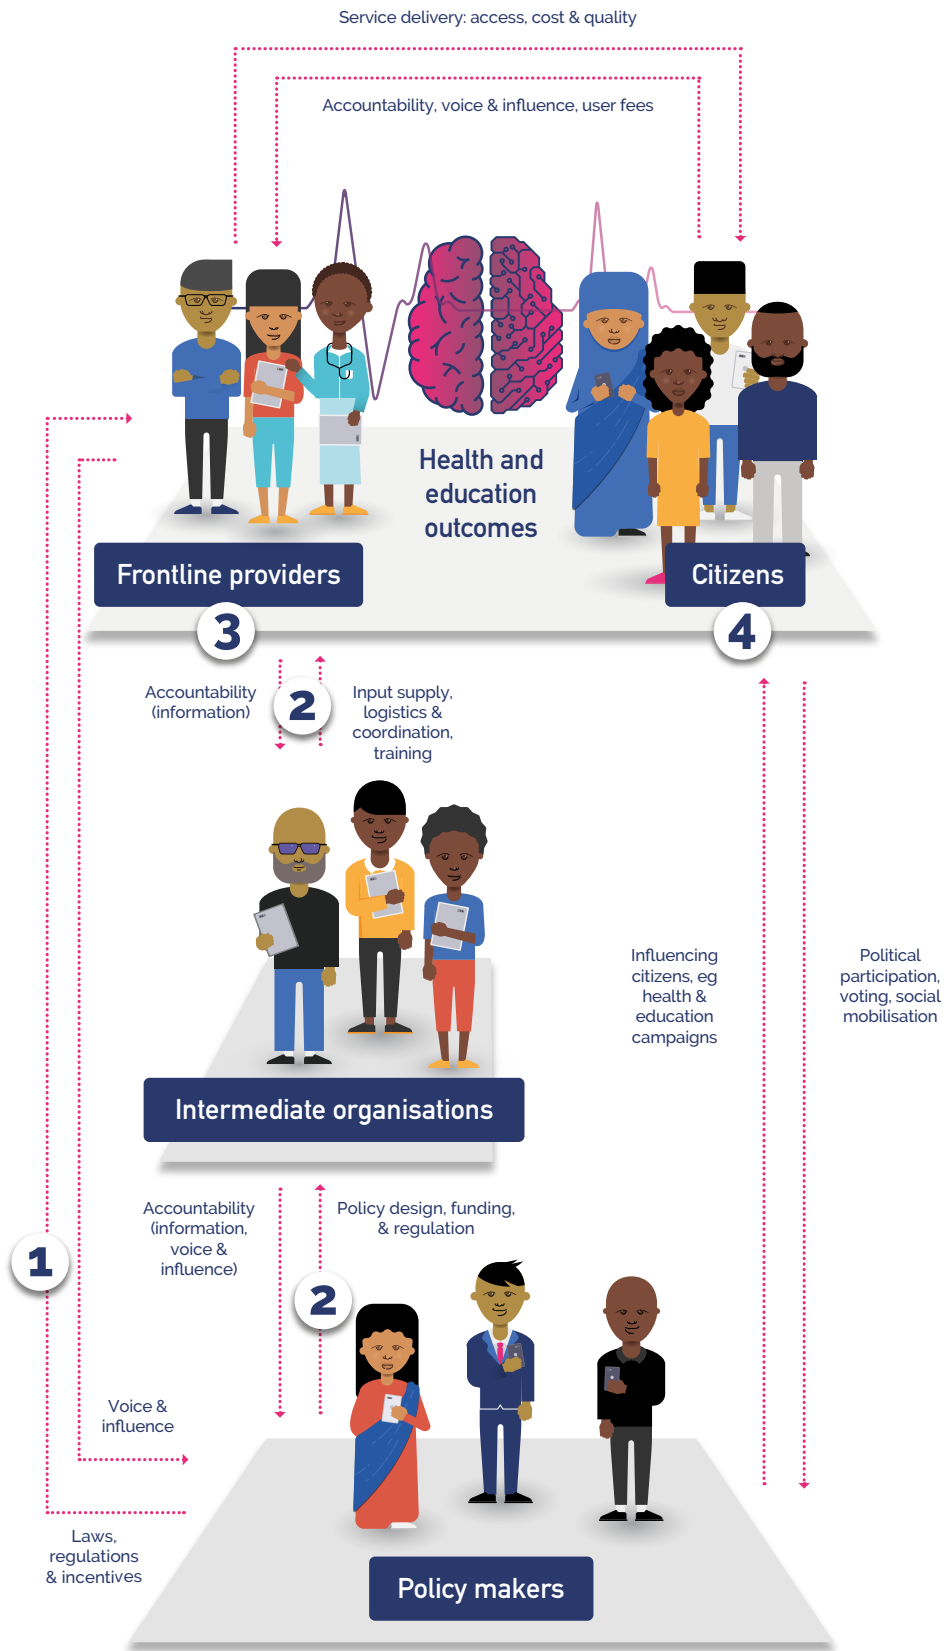 Service delivery: access, cost & quality
Accountability, voice & influence, user fees
Health and
education
outcomes
Frontline providers
Citizens
3
4
Accountability
(information)
2
Input supply,
logistics &
coordination,
training
Influencing
citizens, eg
health &
education
campaigns
Political
participation,
voting, social
mobilisation
Intermediate organisations
Accountability
(information,
voice &
influence)
Policy design, funding,
& regulation
1
2
Voice &
influence
Laws,
regulations
& incentives
Policy makers